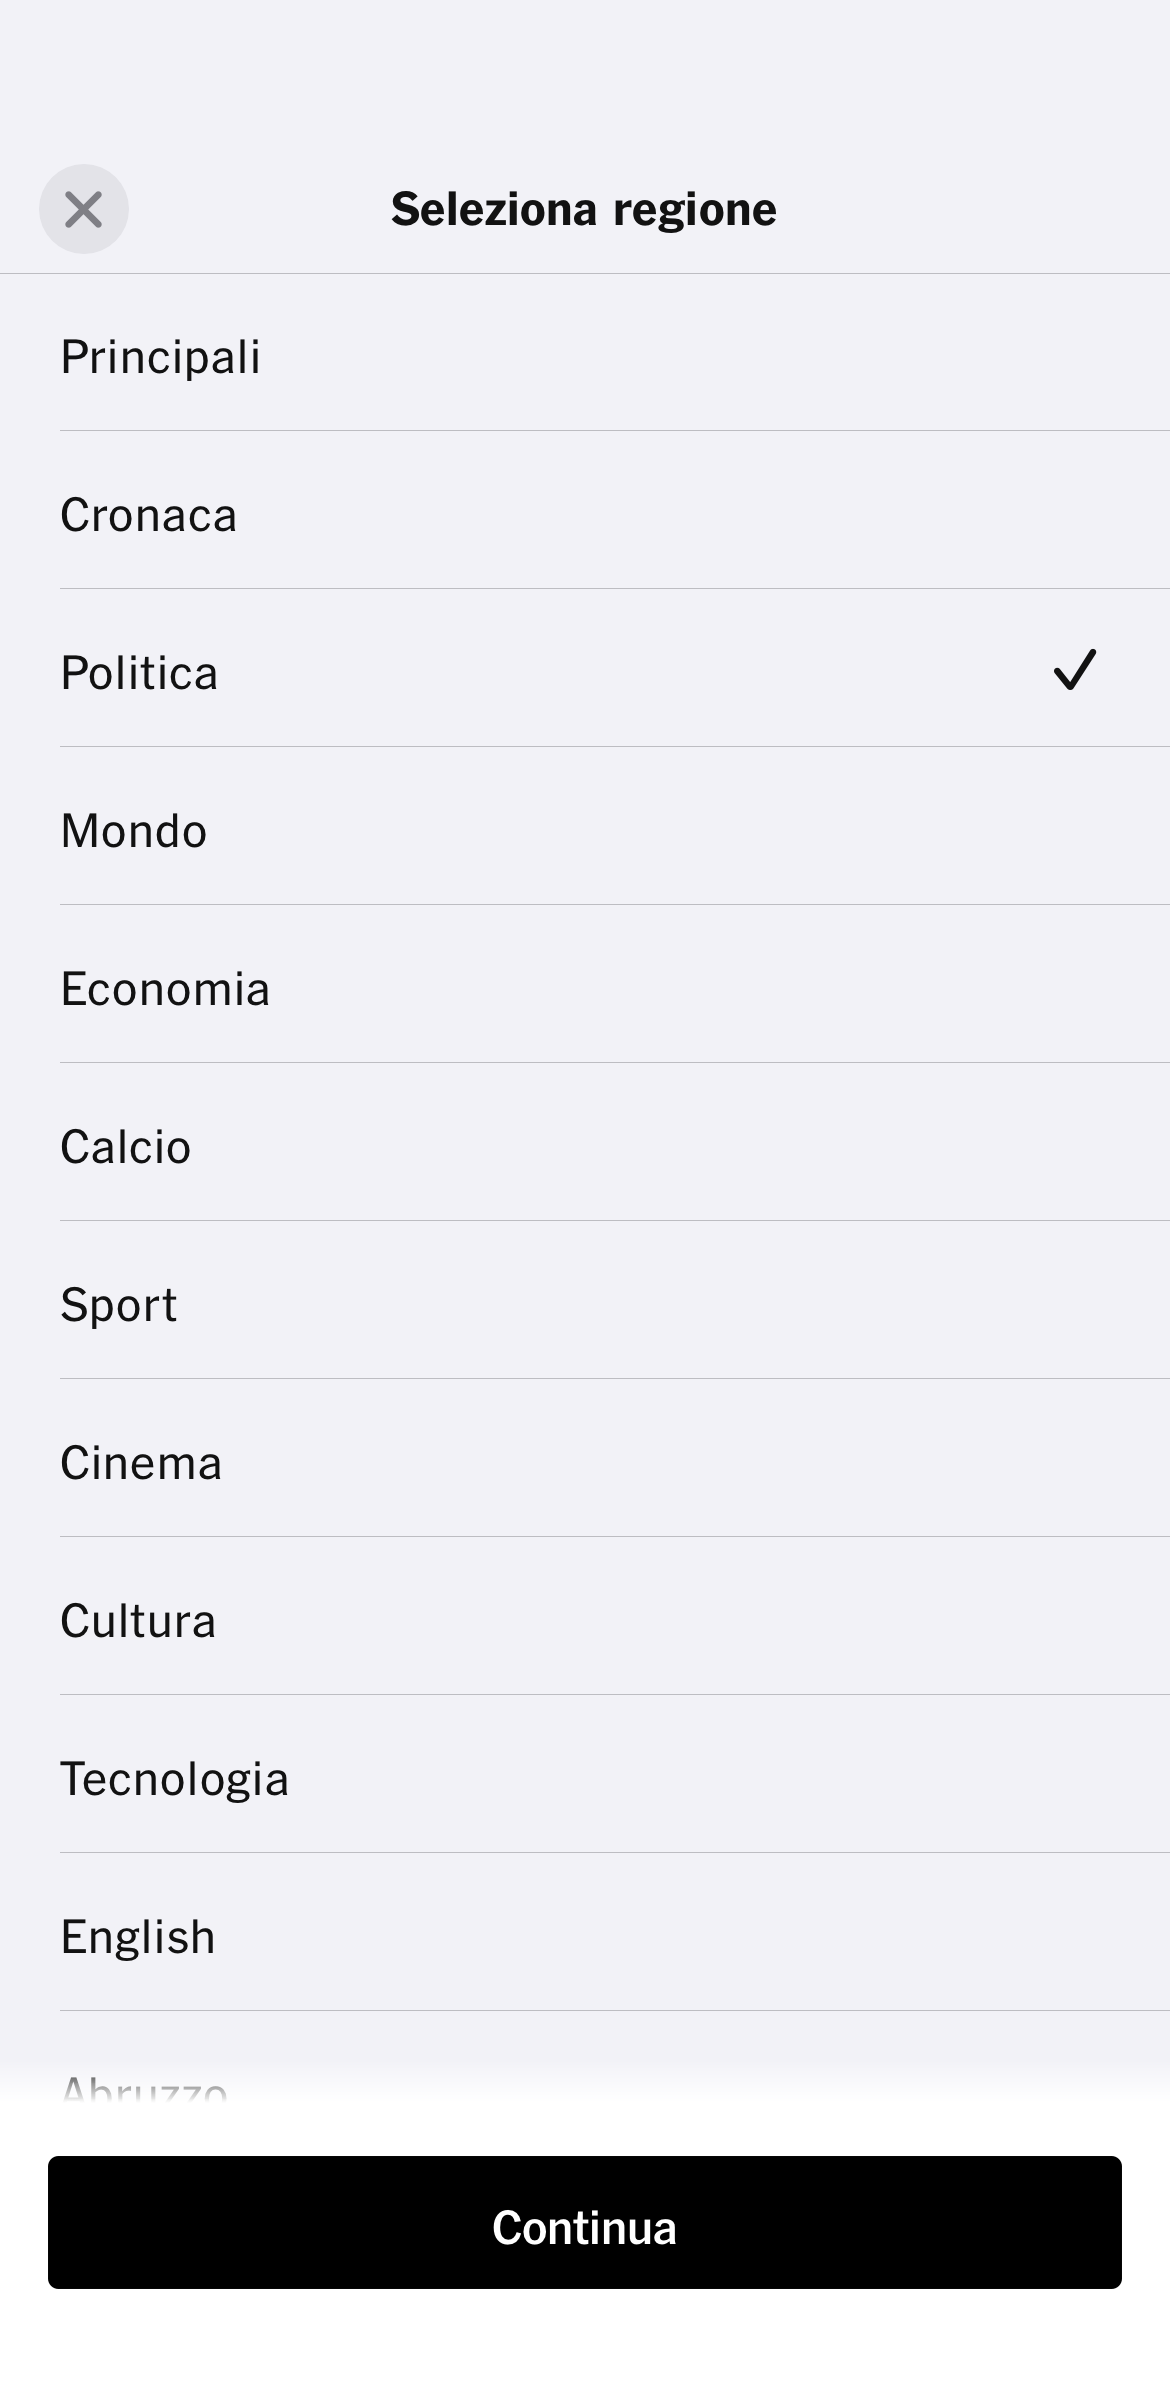 Seleziona regione
Principali
Cronaca
Politica
Mondo
Economia
Calcio
Sport
Cinema
Cultura
Tecnologia
English
Abruzzo
Continua